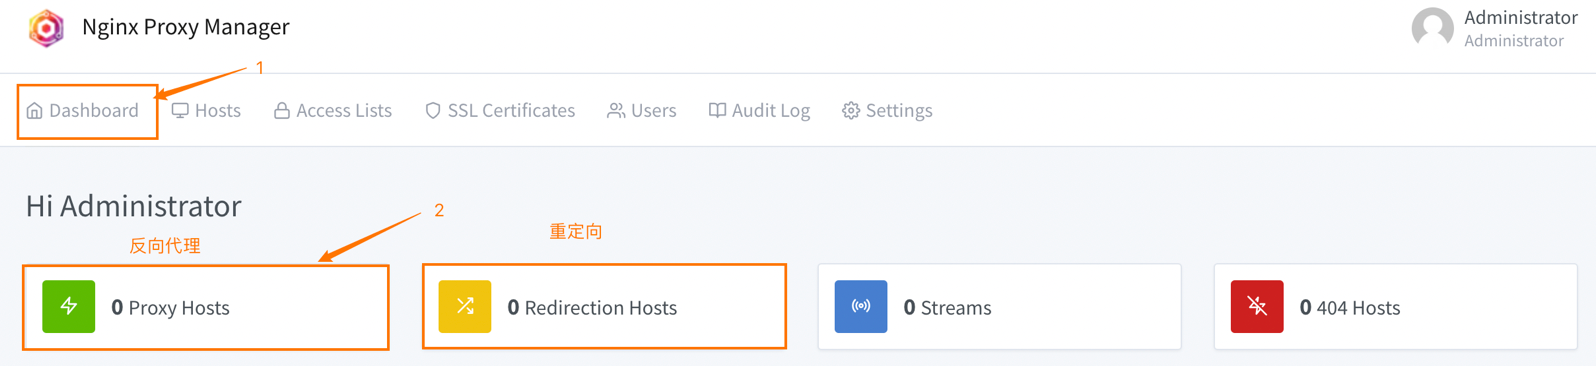 Nginx Proxy Manager
Administrator
Administrator
1
Dashboard Hosts Access Lists SSL Certificates Users Audit Log Settings
Hi Administrator
2
反向代理
重定向
0 Proxy Hosts
0 Redirection Hosts
0 Streams
0 404 Hosts